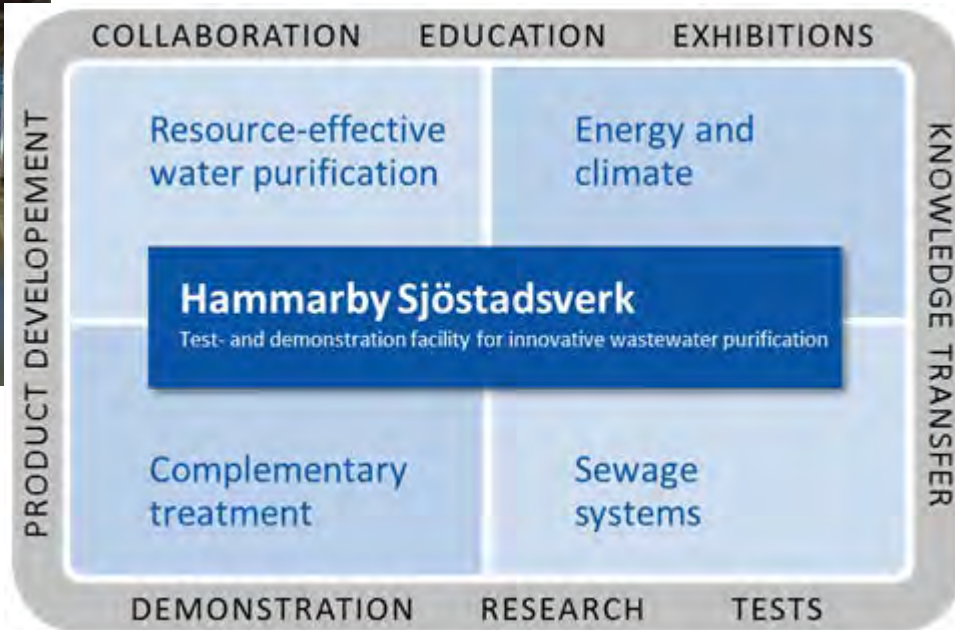 COLLABORATION EDUCATION EXHIBITIONS
PRODUCT DEVELOPEMENT
Resource-effective
water purification
Energy and
climate
Hammarby Sjöstadsverk
Test- and demonstration facility for innovative wastewater purification
Complementary
treatment
Sewage
systems
KNOWLEDGE TRANSFER
DEMONSTRATION RESEARCH TESTS